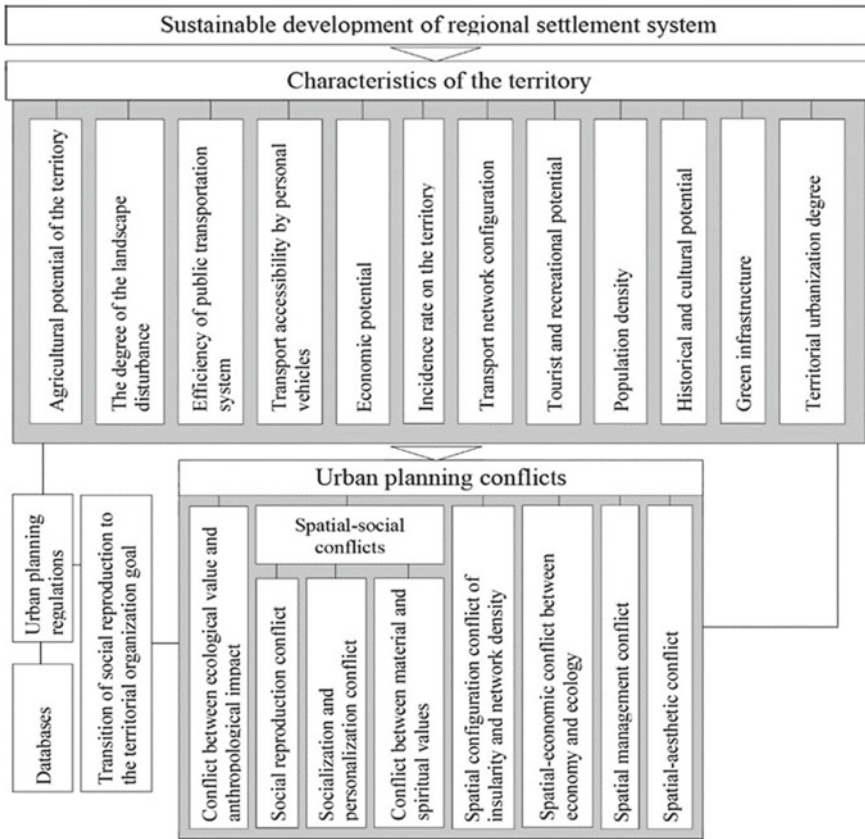 Sustainable development of regional settlement system
Characteristics of the territory
Agricultural potential of the territory
The degree of the landscape
disturbance
Efficiency of public transportation
system
Transport accessibility by personal
vehicles
Economic potential
Incidence rate on the territory
Transport network configuration
Tourist and recreational potential
Population density
Historical and cultural potential
Green infrastructure
Territorial urbanization degree
Urban planning conflicts
Urban planning
regulations
Databases
Transition of social reproduction to
the territorial organization goal
Conflict between ecological value and
anthropological impact
Spatial-social
conflicts
Social reproduction conflict
Socialization and
personalization conflict
Conflict between material and
spiritual values
Spatial configuration conflict of
insularity and network density
Spatial-economic conflict between
economy and ecology
Spatial management conflict
Spatial-aesthetic conflict